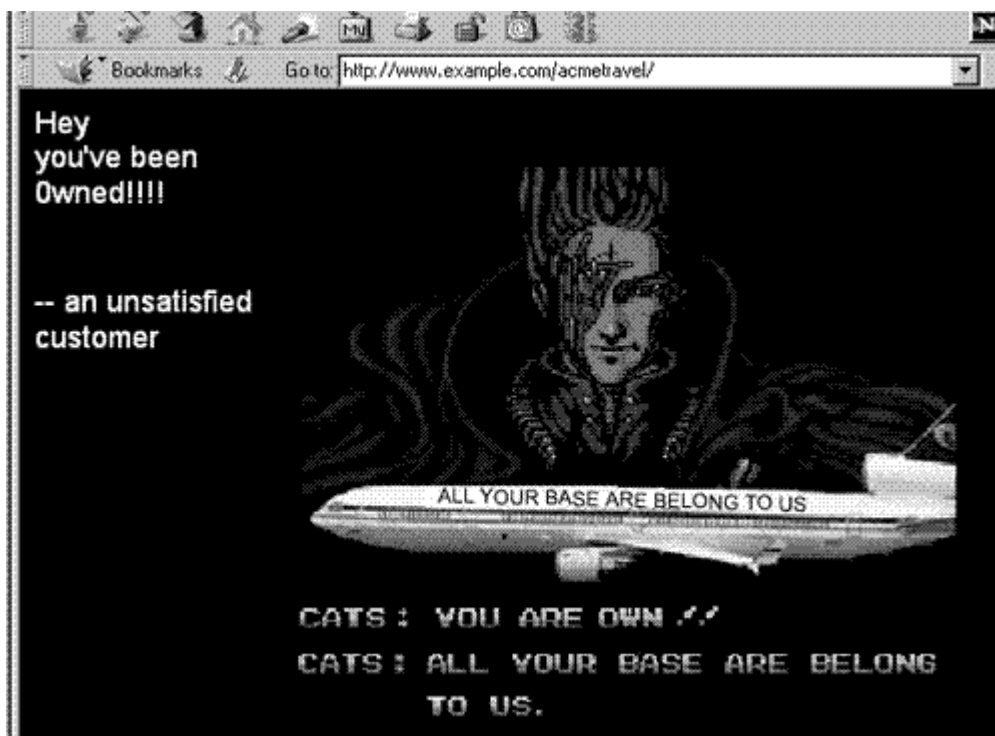 My
N
Bookmarks
Go to: http://www.example.com/acmetravel/
Hey
you've been
0wned!!!!
-- an unsatisfied
customer
ALL YOUR BASE ARE BELONG TO US
CATS: YOU ARE OWN !!
CATS: ALL YOUR BASE ARE BELONG
TO US.